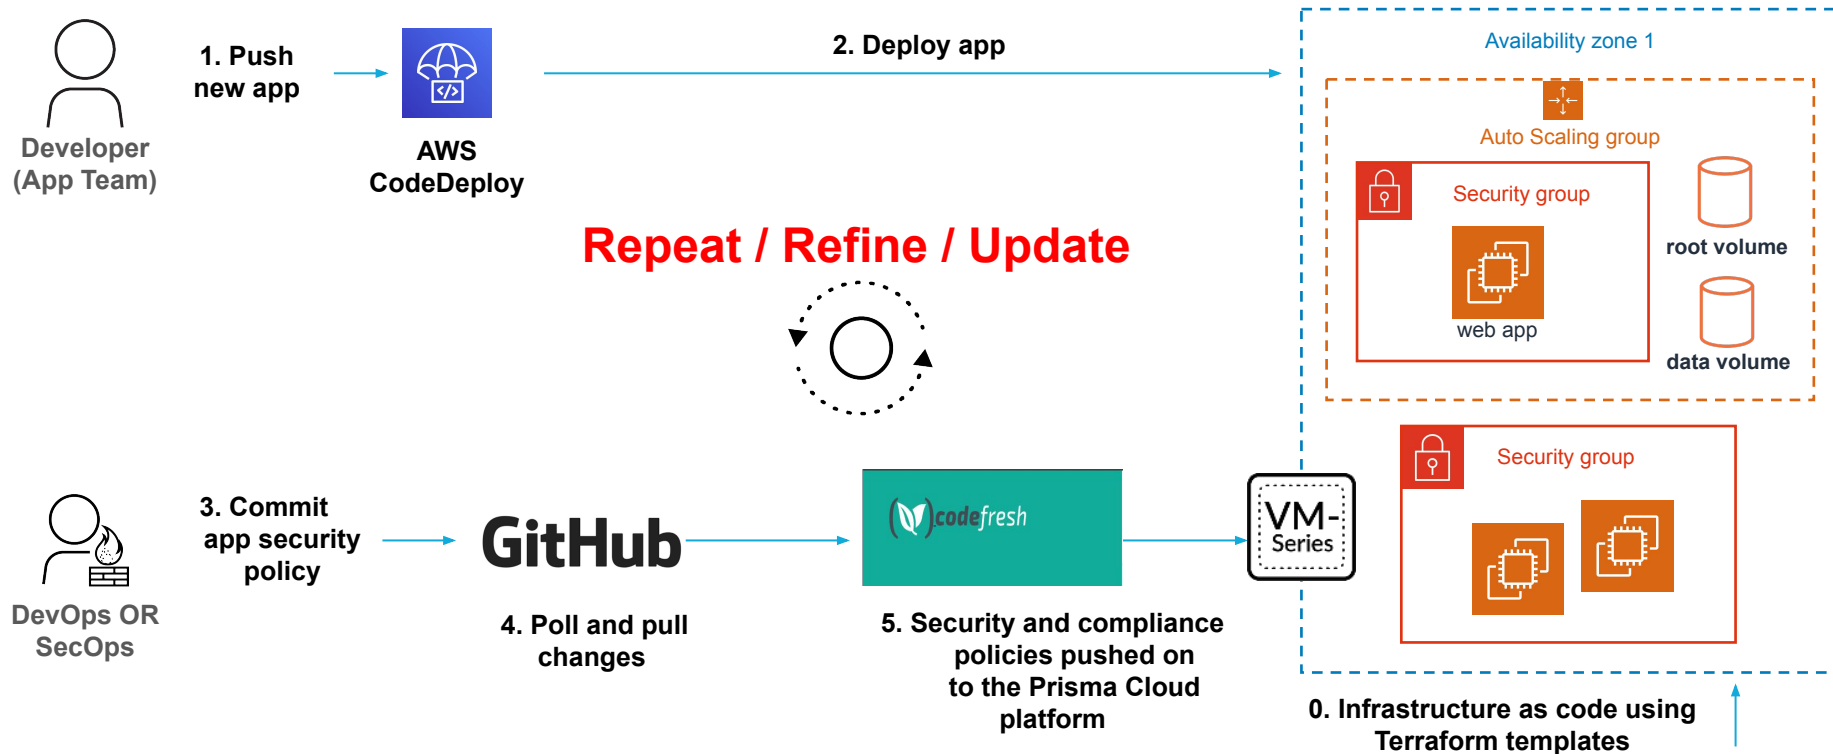 1. Push
new app
2. Deploy app
Availability zone 1
Auto Scaling group
Developer
(App Team)
AWS
CodeDeploy
Security group
root volume
Repeat / Refine / Update
web app
data volume
Security group
3. Commit
app security
policy
GitHub
codefresh
VM-
Series
DevOps OR
SecOps
4. Poll and pull
changes
5. Security and compliance
policies pushed on
to the Prisma Cloud
platform
0. Infrastructure as code using
Terraform templates